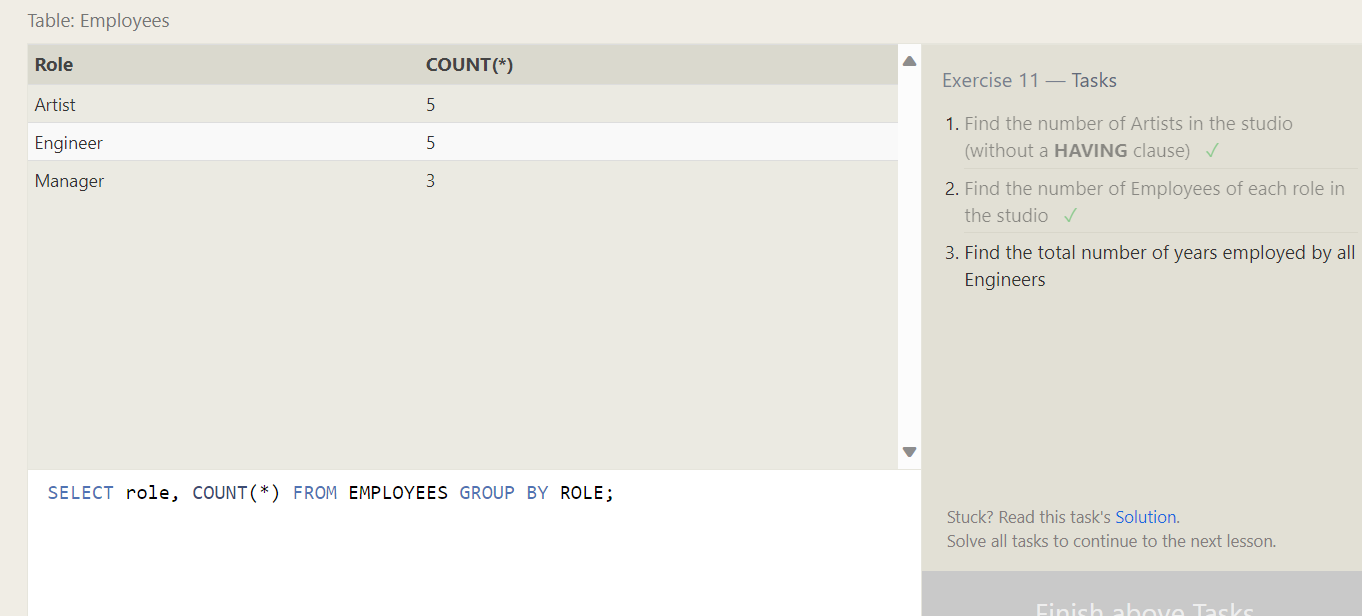 Table: Employees
Role COUNT(*)
Artist 5
Engineer 5
Manager 3
SELECT role, COUNT(*) FROM EMPLOYEES GROUP BY ROLE;
Exercise 11 — Tasks
1. Find the number of Artists in the studio
(without a HAVING clause) ✓
2. Find the number of Employees of each role in
the studio ✓
3. Find the total number of years employed by all
Engineers
Stuck? Read this task's Solution.
Solve all tasks to continue to the next lesson.
Finish above Tasks